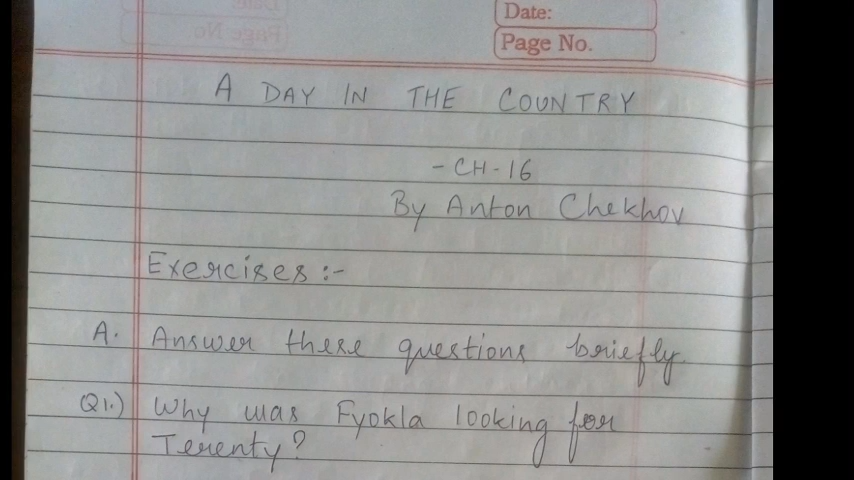 Date:
Page No.
A DAY IN THE COUNTRY
-CH-16
By Anton Chekhov
Exercises :-
A. Answer these questions briefly.
Q1.) Why was Fyokla looking for
Terenty?